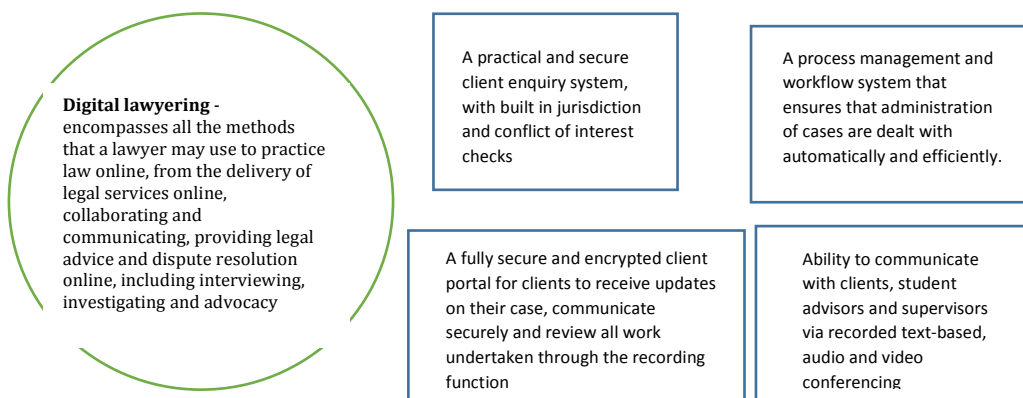 Digital lawyering -
encompasses all the methods
that a lawyer may use to practice
law online, from the delivery of
legal services online,
collaborating and
communicating, providing legal
advice and dispute resolution
online, including interviewing,
investigating and advocacy
A practical and secure
client enquiry system,
with built in jurisdiction
and conflict of interest
checks
A process management and
workflow system that
ensures that administration
of cases are dealt with
automatically and efficiently.
A fully secure and encrypted client
portal for clients to receive updates
on their case, communicate
securely and review all work
undertaken through the recording
function
Ability to communicate
with clients, student
advisors and supervisors
via recorded text-based,
audio and video
conferencing